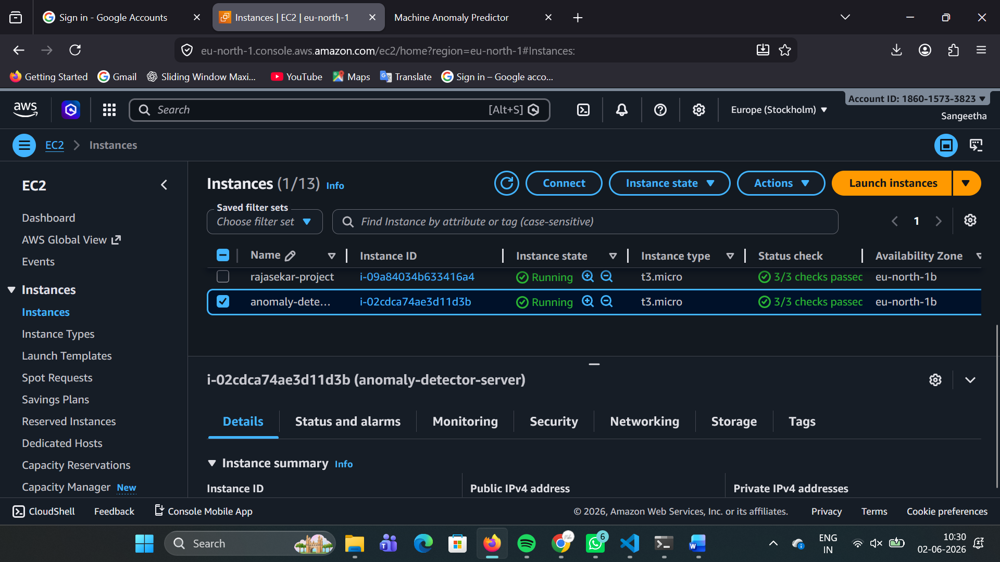 Sign in - Google Accounts
Instances | EC2 | eu-north-1
Machine Anomaly Predictor
eu-north-1.console.aws.amazon.com/ec2/home?region=eu-north-1#Instances:
Getting Started
Gmail
Sliding Window Maxi...
YouTube
Maps
Translate
Sign in – Google acco...
aws
Search
[Alt+S]
Europe (Stockholm)
Account ID: 1860-1573-3823
Sangeetha
EC2
Instances
EC2
Dashboard
AWS Global View
Events
Instances
Instances
Instance Types
Launch Templates
Spot Requests
Savings Plans
Reserved Instances
Dedicated Hosts
Capacity Reservations
Capacity Manager New
Instances (1/13) Info
Connect
Instance state
Actions
Launch instances
Saved filter sets
Choose filter set
Find Instance by attribute or tag (case-sensitive)
1
Name Instance ID Instance state Instance type Status check Availability Zone
rajasekar-project i-09a84034b633416a4 Running t3.micro 3/3 checks passec eu-north-1b
anomaly-dete... i-02cdca74ae3d11d3b Running t3.micro 3/3 checks passec eu-north-1b
i-02cdca74ae3d11d3b (anomaly-detector-server)
Details
Status and alarms
Monitoring
Security
Networking
Storage
Tags
Instance summary Info
Instance ID
Public IPv4 address
Private IPv4 addresses
CloudShell
Feedback
Console Mobile App
© 2026, Amazon Web Services, Inc. or its affiliates.
Privacy
Terms
Cookie preferences
Search
6
ENG
IN
10:30
02-06-2026